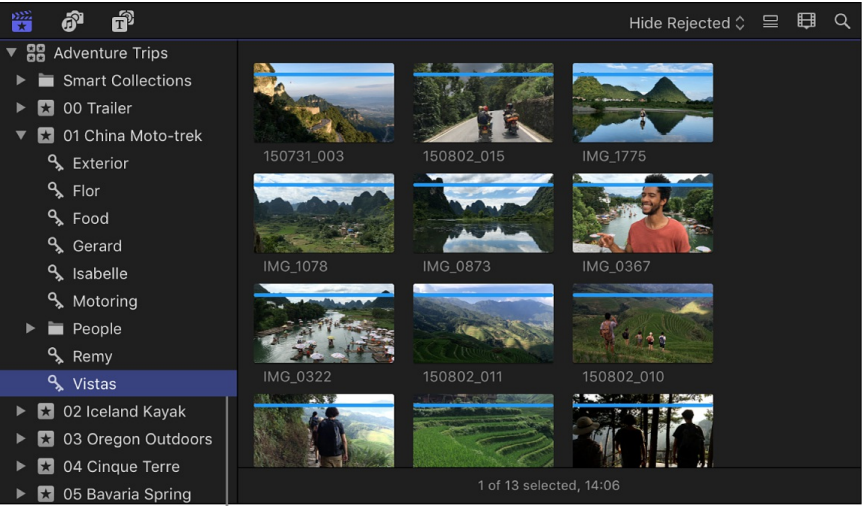 T
Hide Rejected
Adventure Trips
Smart Collections
00 Trailer
01 China Moto-trek
Exterior
Flor
Food
Gerard
Isabelle
Motoring
People
Remy
Vistas
02 Iceland Kayak
03 Oregon Outdoors
04 Cinque Terre
05 Bavaria Spring
150731_003 150802_015 IMG_1775
IMG_1078 IMG_0873 IMG_0367
IMG_0322 150802_011 150802_010
1 of 13 selected, 14:06